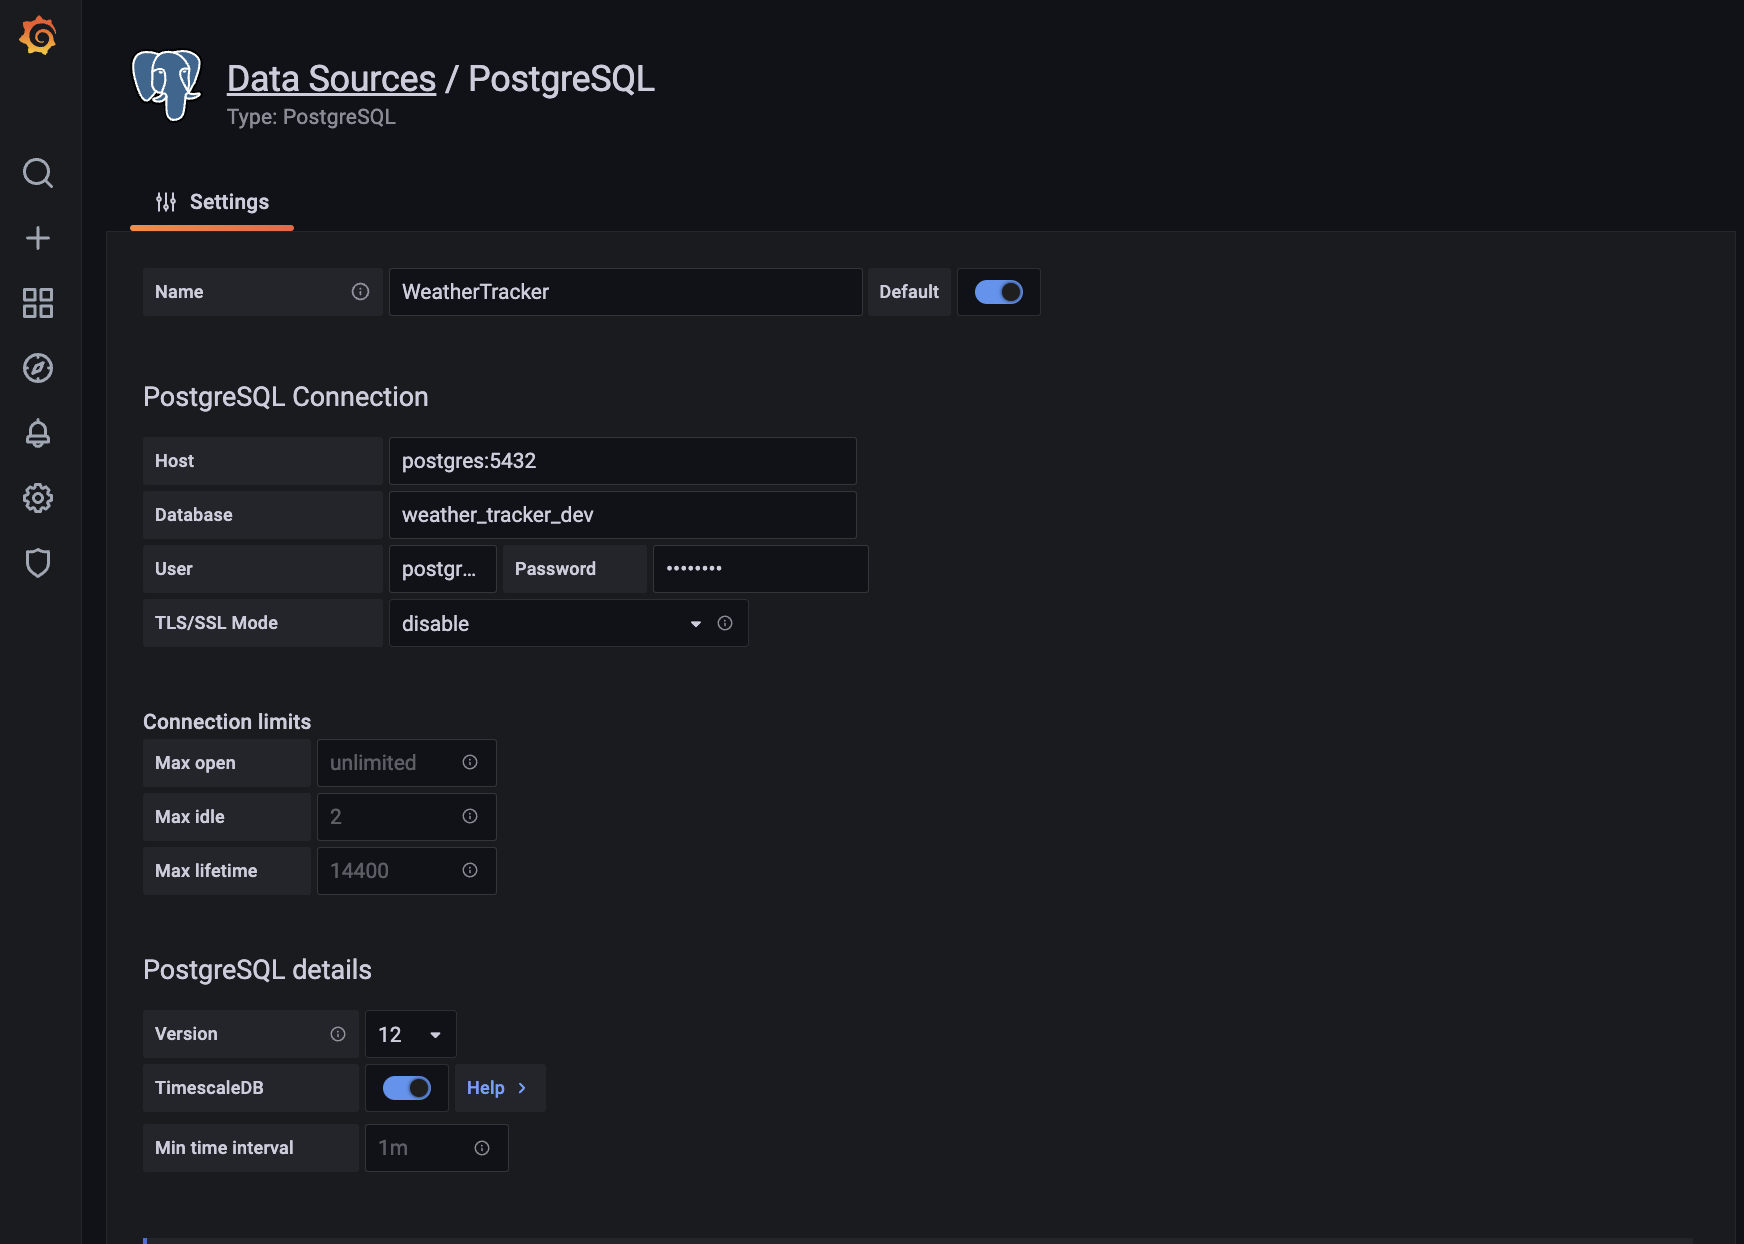 Data Sources / PostgreSQL
Type: PostgreSQL
Settings
Name WeatherTracker Default
PostgreSQL Connection
Host postgres:5432
Database weather_tracker_dev
User postgr... Password ••••••••
TLS/SSL Mode disable
Connection limits
Max open unlimited
Max idle 2
Max lifetime 14400
PostgreSQL details
Version 12
TimescaleDB Help
Min time interval 1m